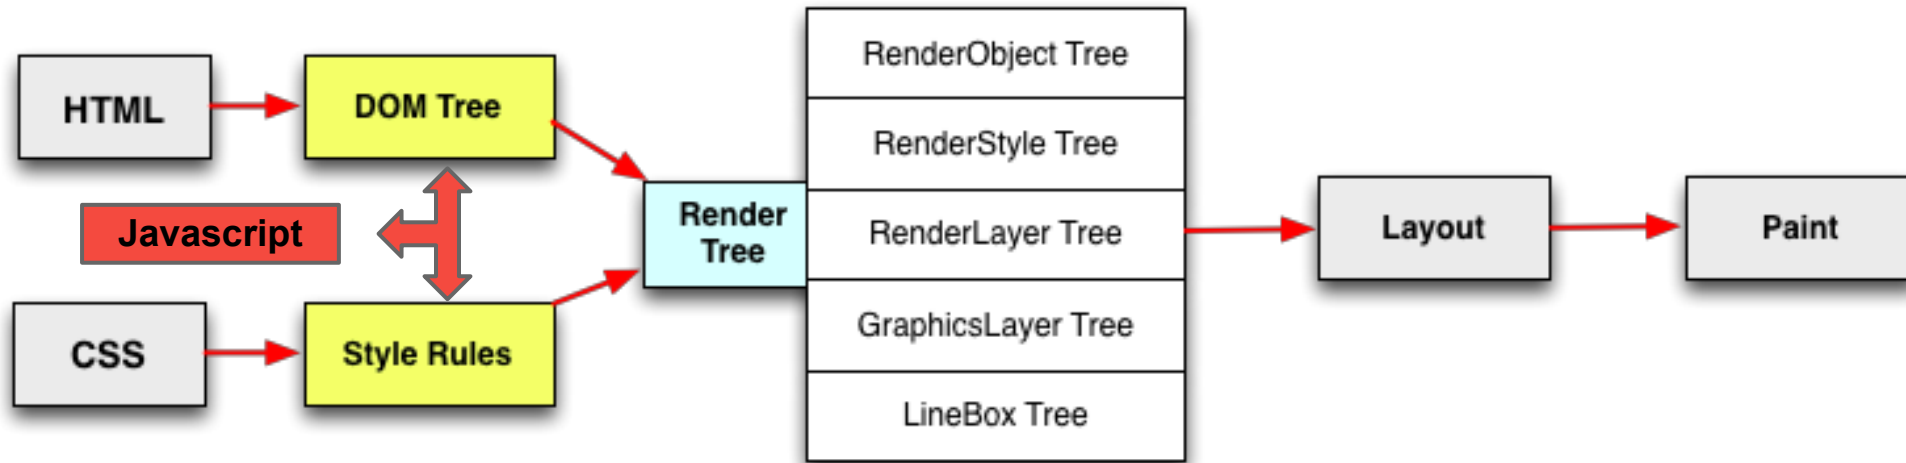 HTML
DOM Tree
Javascript
CSS
Style Rules
Render
Tree
RenderObject Tree
RenderStyle Tree
RenderLayer Tree
GraphicsLayer Tree
LineBox Tree
Layout
Paint